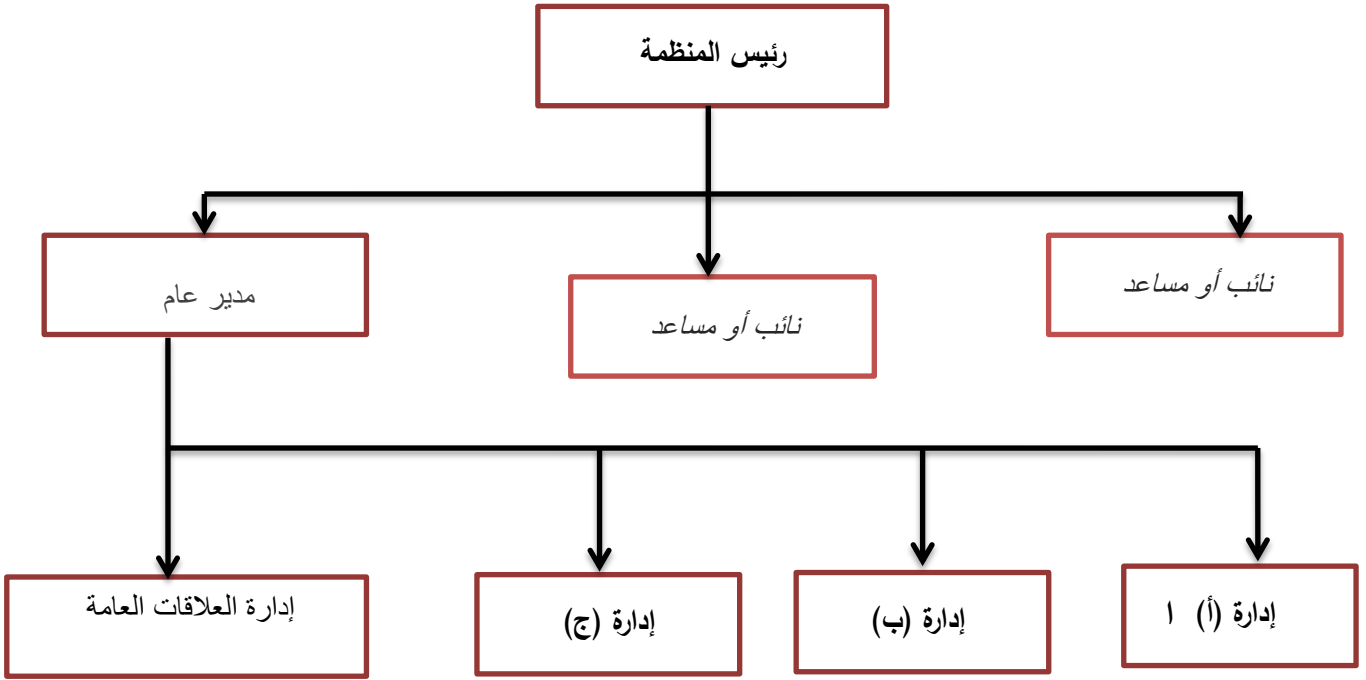 رئيس المنظمة
نائب أو مساعد
نائب أو مساعد
مدير عام
إدارة (أ) ا
إدارة (ب)
إدارة (ج)
إدارة العلاقات العامة